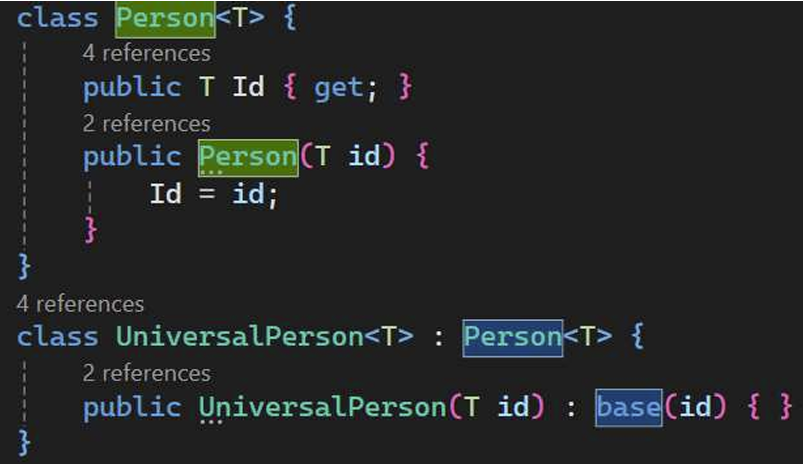 class Person<T> {
4 references
public T Id { get; }
2 references
public Person(T id) {
Id = id;
}
}
4 references
class UniversalPerson<T> : Person<T> {
2 references
public UniversalPerson(T id) : base(id) { }
}